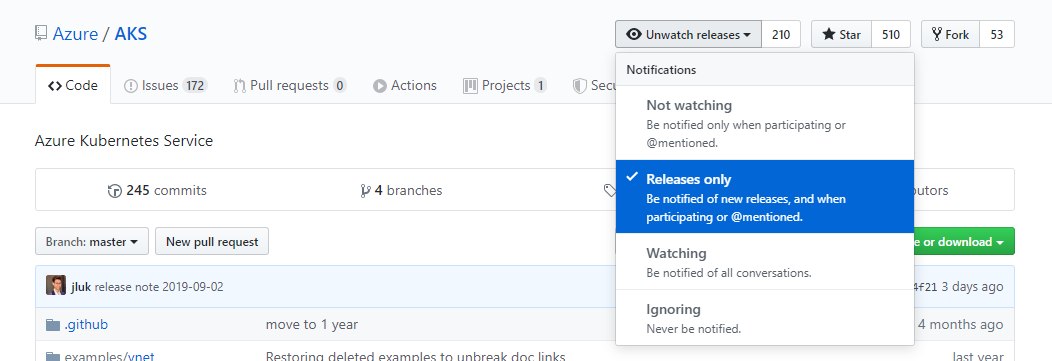 Azure / AKS
Unwatch releases 210 Star 510 Fork 53
Code Issues 172 Pull requests 0 Actions Projects 1
Notifications
Not watching
Be notified only when participating or
@mentioned.
Releases only
Be notified of new releases, and when
participating or @mentioned.
Watching
Be notified of all conversations.
Ignoring
Never be notified.
Azure Kubernetes Service
245 commits 4 branches
Branch: master New pull request or download
jluk release note 2019-09-02 3 days ago
.github move to 1 year 4 months ago
examples/vnet Restoring deleted examples to unbreak doc links last year